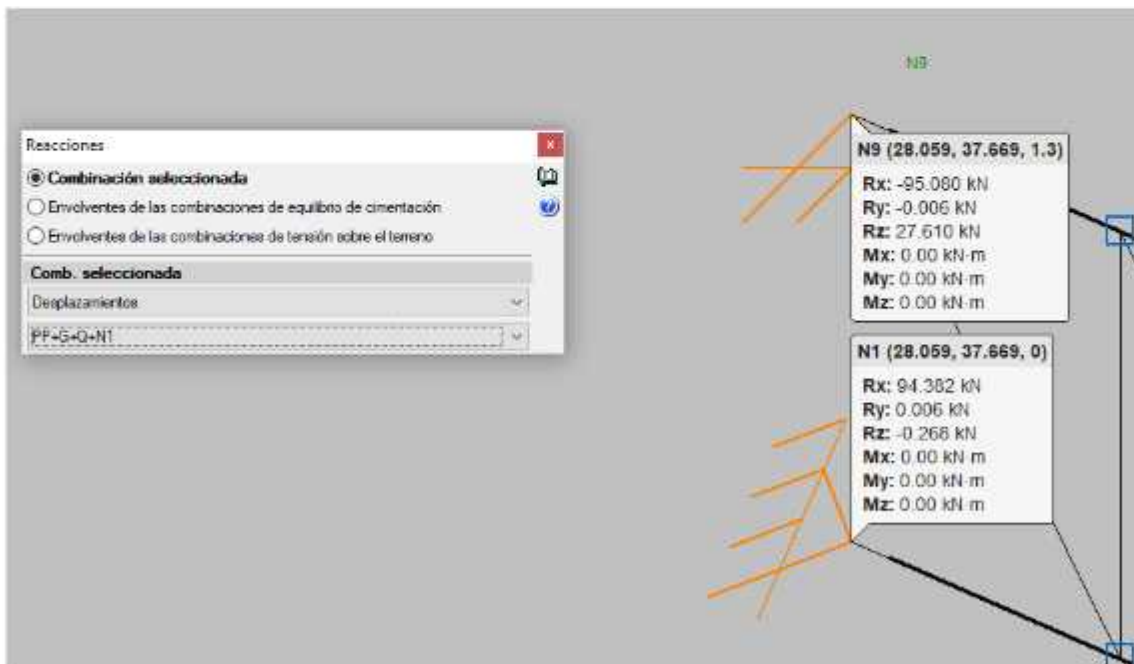 N9
Reacciones
Combinación seleccionada
Envolventes de las combinaciones de equilibrio de cimentación
Envolventes de las combinaciones de tensión sobre el terreno
Comb. seleccionada
Desplazamientos
PP+G+Q+N1
N9 (28.059, 37.669, 1.3)
Rx: -95.080 kN
Ry: -0.006 kN
Rz: 27.610 kN
Mx: 0.00 kN·m
My: 0.00 kN·m
Mz: 0.00 kN·m
N1 (28.059, 37.669, 0)
Rx: 94.382 kN
Ry: 0.006 kN
Rz: -0.268 kN
Mx: 0.00 kN·m
My: 0.00 kN·m
Mz: 0.00 kN·m